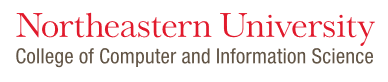 Northeastern University
College of Computer and Information Science